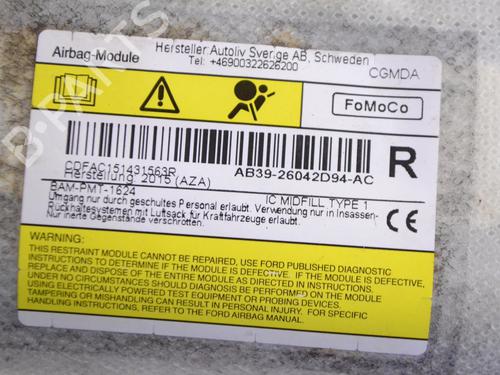 Airbag-Module
Hersteller Autoliv Sverige AB, Schweden
Tel: +46900322626200
CGMDA
FoMoCo
CDFAC151431563R
AB39-26042D94-AC
R
Herstellung 2015 (AZA)
BAM-PMT-1624
IC MIDFILL TYPE 1
Umgang nur durch geschultes Personal erlaubt. Verwendung nur in Insassen-
Rückhaltesystemen mit Luftsack für Kraftfahrzeuge erlaubt.
Nur inerte Gegenstände verschroten.
CE
WARNING:
THIS RESTRAINT MODULE CANNOT BE REPAIRED, USE FORD PUBLISHED DIAGNOSTIC
INSTRUCTIONS TO DETERMINE IF THE MODULE IS DEFECTIVE. IF THE MODULE IS DEFECTIVE,
REPLACE AND DISPOSE OF THE ENTIRE MODULE AS DIRECTED IN INSTRUCTIONS.
UNDER NO CIRCUMSTANCES SHOULD DIAGNOSIS BE PERFORMED
USING ELECTRICALLY POWERED TEST EQUIPMENT OR PROBING DEVICES.
TAMPERING OR MISHANDLING CAN RESULT IN PERSONAL INJURY. FOR SPECIFIC
HANDLING INSTRUCTIONS, REFER TO THE FORD AIRBAG MANUAL.
B-PARTS